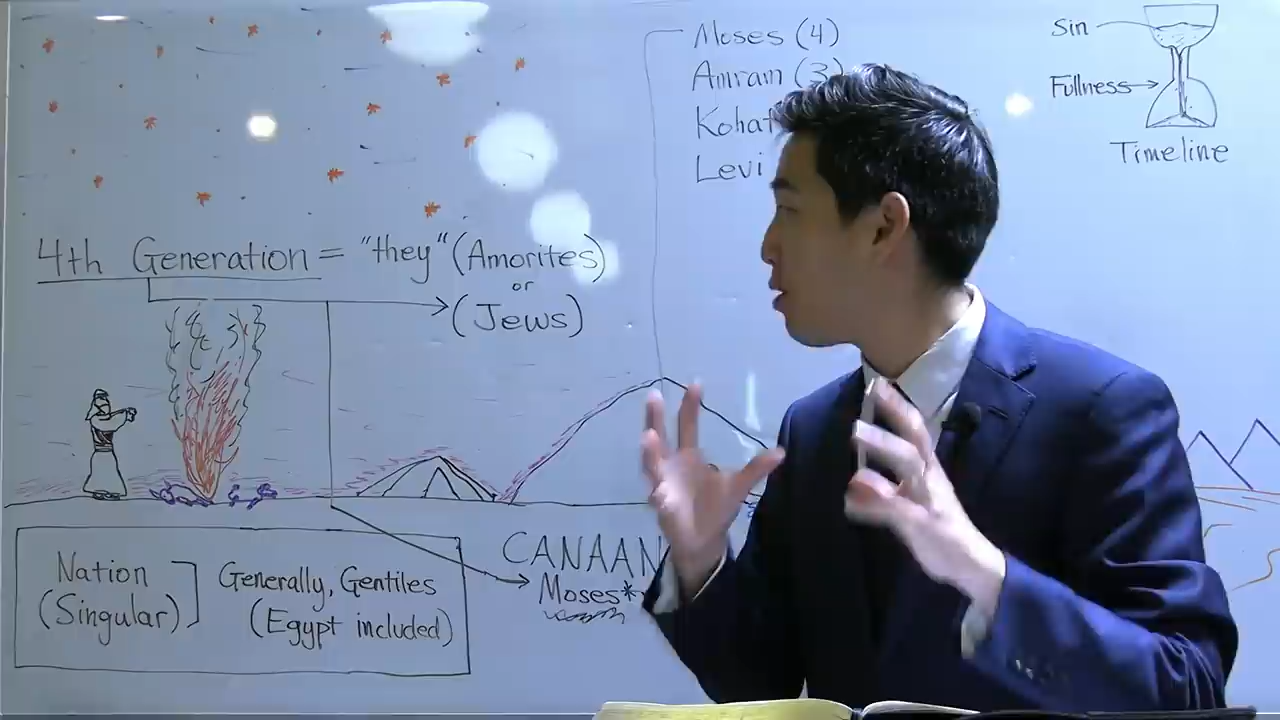 Moses (4)
Amram (3)
Levi
Sin
Fullness
Timeline
4th Generation = "they" (Amorites)
or
(Jews)
CANAAN
Moses*
Nation
(Singular)
Generally, Gentiles
(Egypt included)